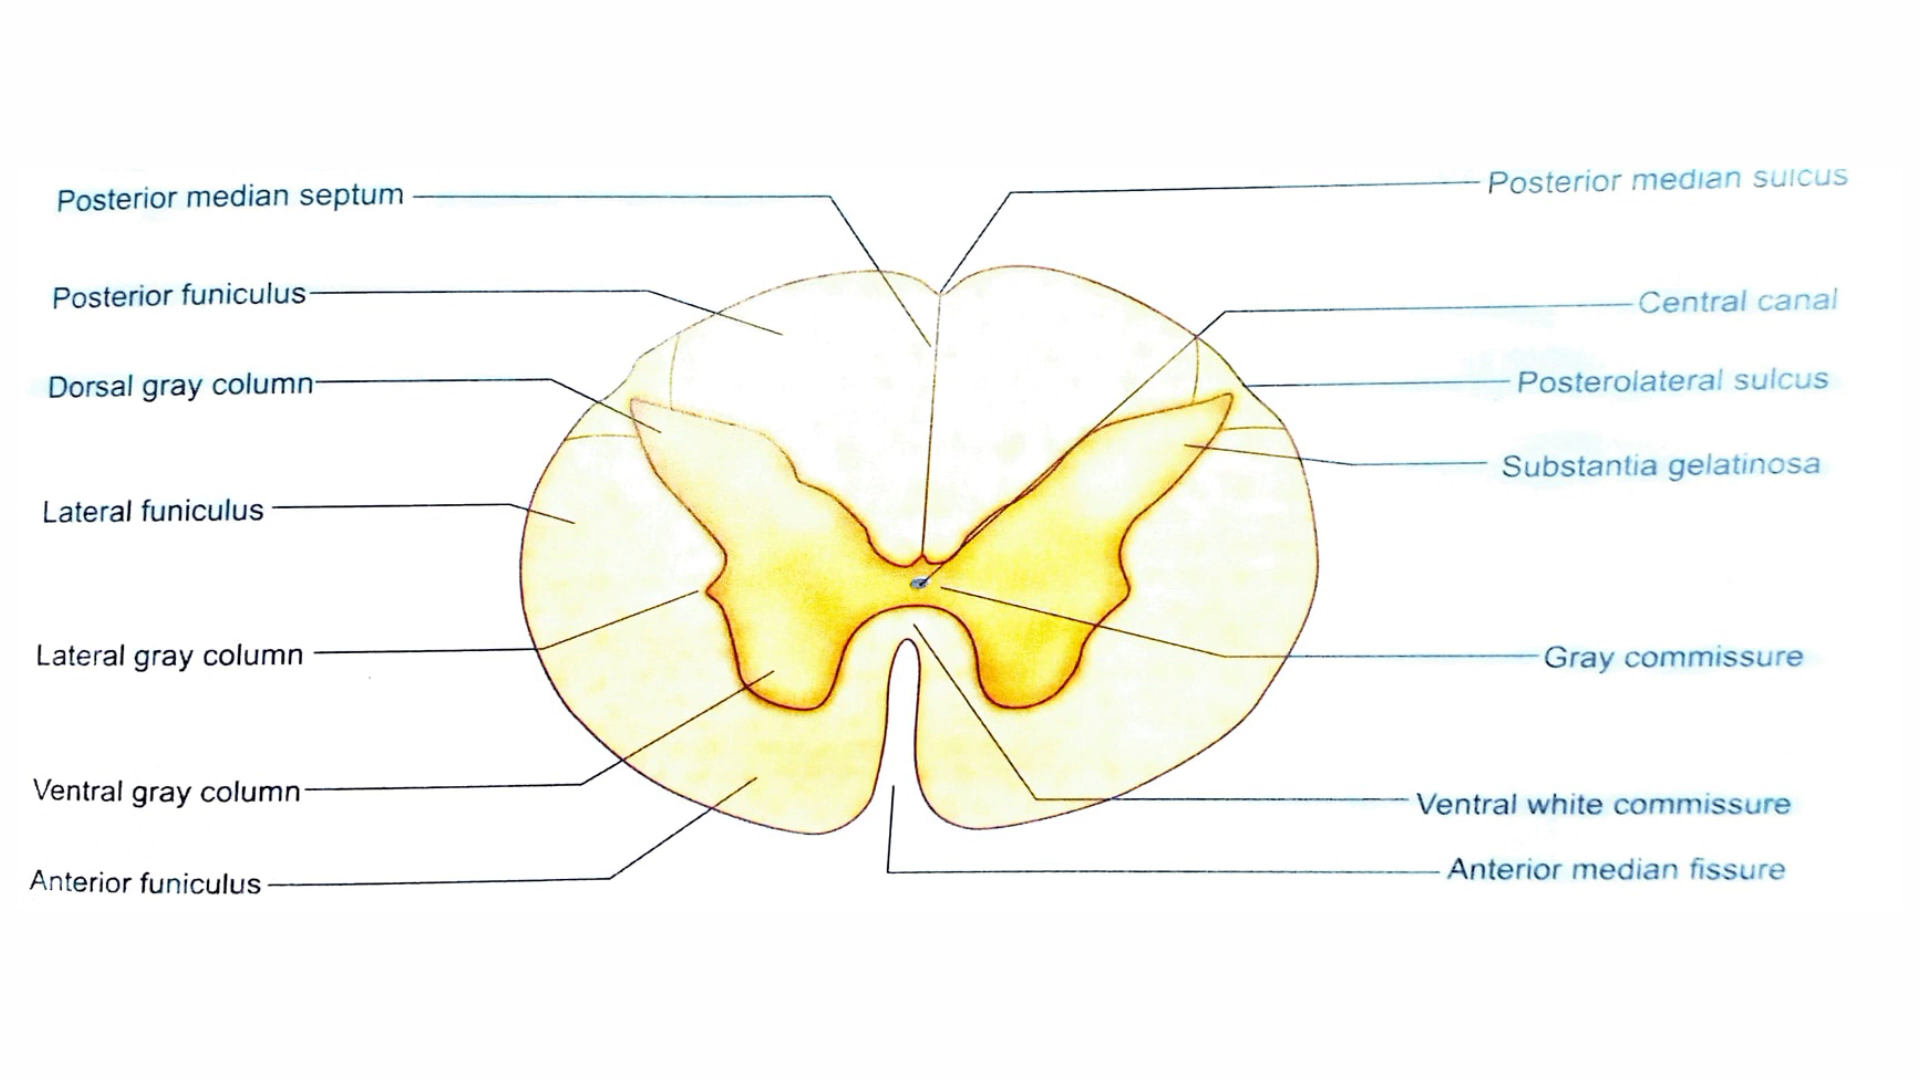 Posterior median septum
Posterior funiculus
Dorsal gray column
Lateral funiculus
Lateral gray column
Ventral gray column
Anterior funiculus
Posterior median sulcus
Central canal
Posterolateral sulcus
Substantia gelatinosa
Gray commissure
Ventral white commissure
Anterior median fissure